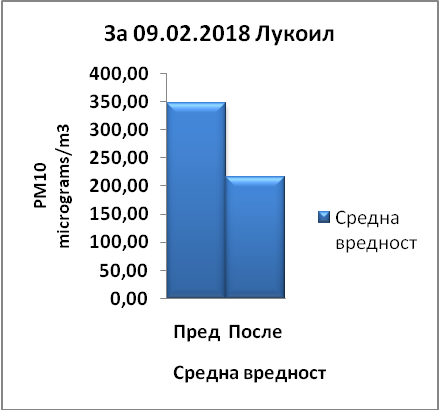 За 09.02.2018 Лукоил
PM10
micrograms/m3
400,00
350,00
300,00
250,00
200,00
150,00
100,00
50,00
0,00
Пред После
Средна вредност
Средна
вредност